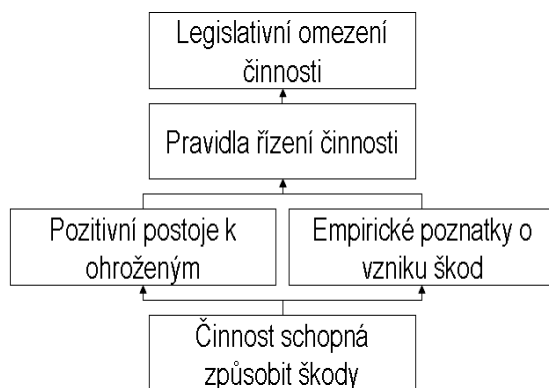 Legislativní omezení
činnosti
Pravidla řízení činnosti
Pozitivní postoje k
ohroženým
Empirické poznatky o
vzniku škod
Činnost schopná
způsobit škody